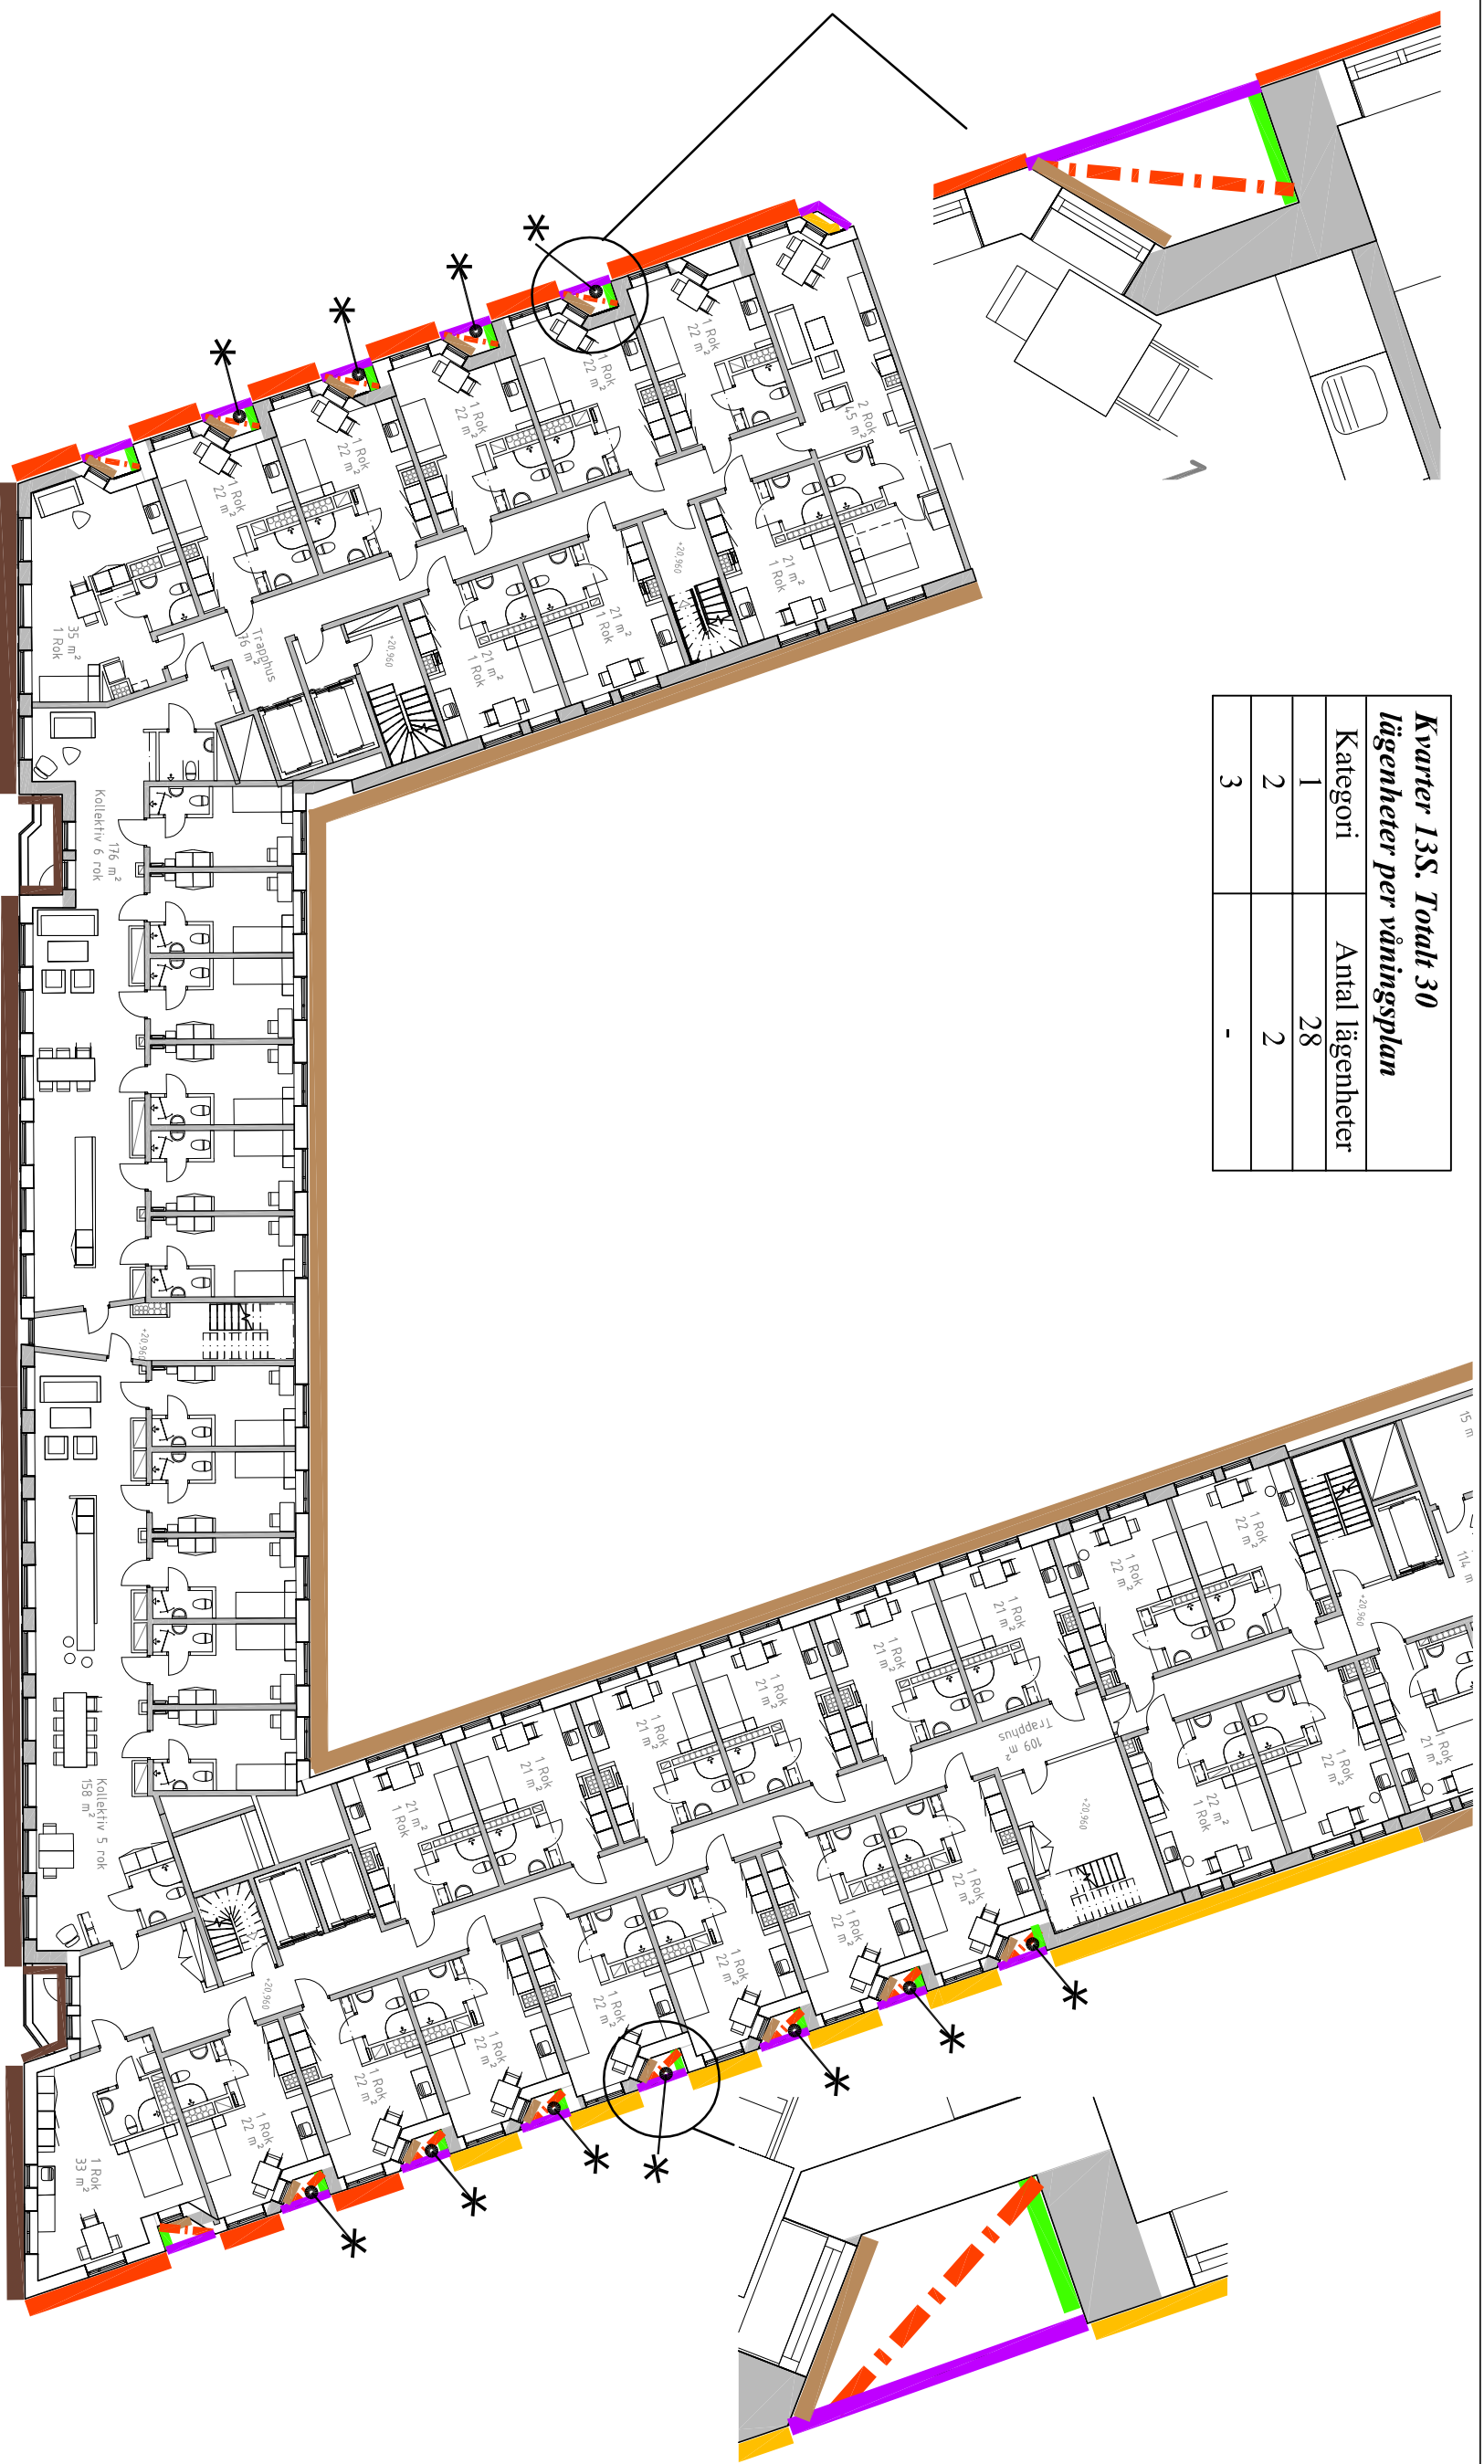 Kvarter 13S. Totalt 30
lägenheter per våningsplan
Kategori Antal lägenheter
1 28
2 2
3 -
2 Rok
45 m²
1 Rok
22 m²
1 Rok
22 m²
1 Rok
22 m²
1 Rok
22 m²
1 Rok
22 m²
35 m²
1 Rok
Trapphus
76 m²
+20,960
21 m²
1 Rok
21 m²
1 Rok
+20,960
21 m²
1 Rok
176 m²
Kollektiv 6 rok
+20,960
Kollektiv 5 rok
158 m²
15 m
114 m
+20,960
1 Rok
22 m²
1 Rok
22 m²
1 Rok
21 m²
1 Rok
21 m²
1 Rok
21 m²
1 Rok
21 m²
1 Rok
21 m²
21 m²
1 Rok
109 m²
Trapphus
+20,960
1 Rok
21 m²
1 Rok
22 m²
22 m²
1 Rok
1 Rok
22 m²
1 Rok
22 m²
1 Rok
22 m²
1 Rok
22 m²
1 Rok
22 m²
1 Rok
22 m²
1 Rok
22 m²
+20,960
1 Rok
33 m²